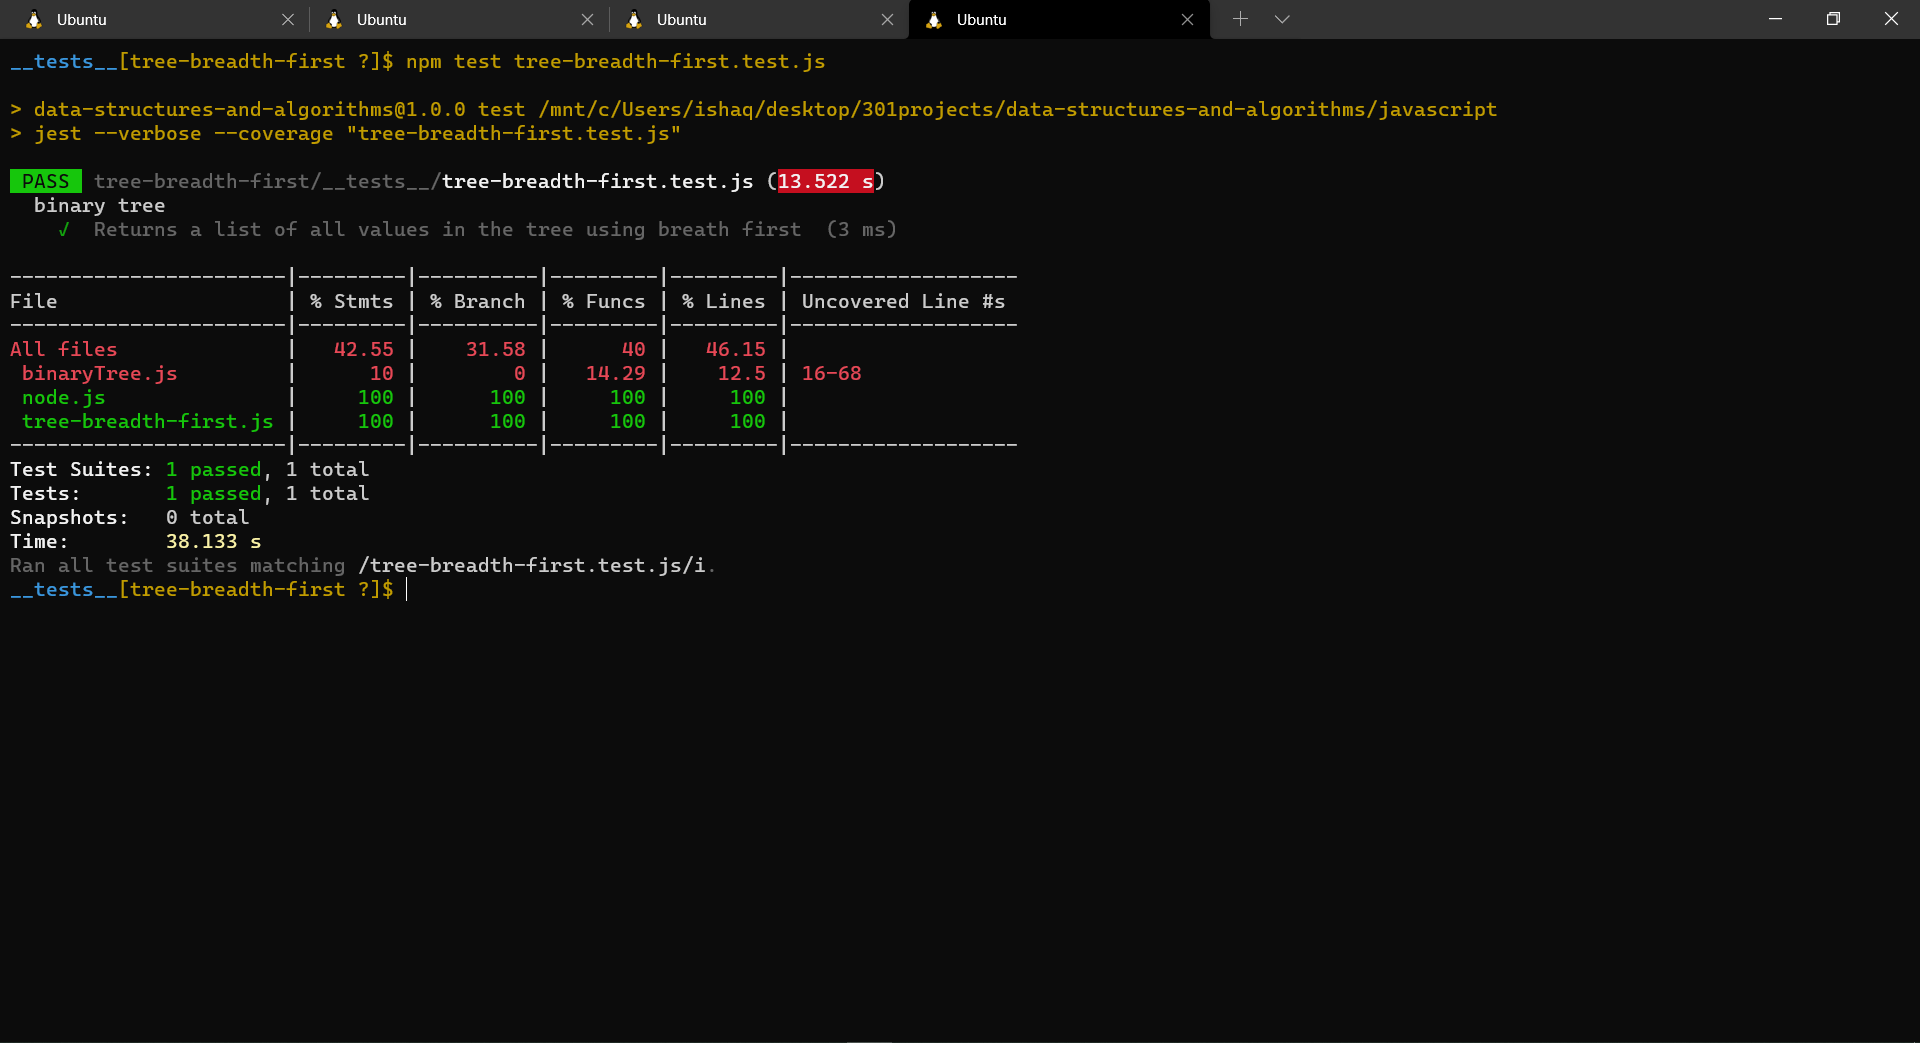 Ubuntu Ubuntu Ubuntu Ubuntu
__tests__[tree-breadth-first ?]$ npm test tree-breadth-first.test.js
> data-structures-and-algorithms@1.0.0 test /mnt/c/Users/ishaq/desktop/301projects/data-structures-and-algorithms/javascript
> jest --verbose --coverage "tree-breadth-first.test.js"
PASS tree-breadth-first/__tests__/tree-breadth-first.test.js (13.522 s)
binary tree
√ Returns a list of all values in the tree using breath first (3 ms)
-----------------------|---------|----------|---------|---------|-------------------
File                   | % Stmts | % Branch | % Funcs | % Lines | Uncovered Line #s
-----------------------|---------|----------|---------|---------|-------------------
All files              |   42.55 |    31.58 |      40 |   46.15 |
 binaryTree.js         |      10 |        0 |   14.29 |    12.5 | 16-68
 node.js               |     100 |      100 |     100 |     100 |
 tree-breadth-first.js |     100 |      100 |     100 |     100 |
-----------------------|---------|----------|---------|---------|-------------------
Test Suites: 1 passed, 1 total
Tests:       1 passed, 1 total
Snapshots:   0 total
Time:        38.133 s
Ran all test suites matching /tree-breadth-first.test.js/i.
__tests__[tree-breadth-first ?]$